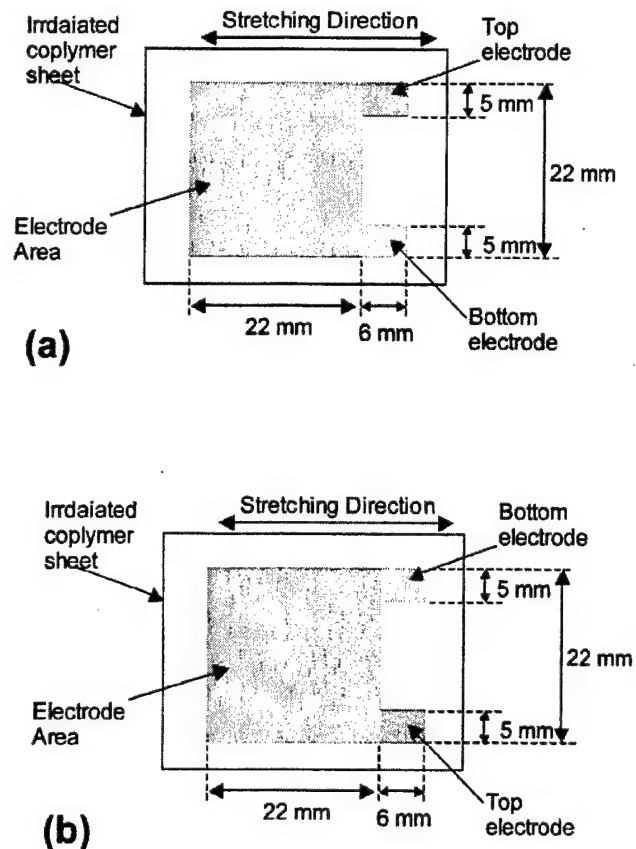 Stretching Direction
Irrdaiated
coplymer
sheet
Top
electrode
5 mm
22 mm
Electrode
Area
5 mm
22 mm
6 mm
Bottom
electrode
(a)
Stretching Direction
Irrdaiated
coplymer
sheet
Bottom
electrode
5 mm
22 mm
Electrode
Area
5 mm
22 mm
6 mm
Top
electrode
(b)